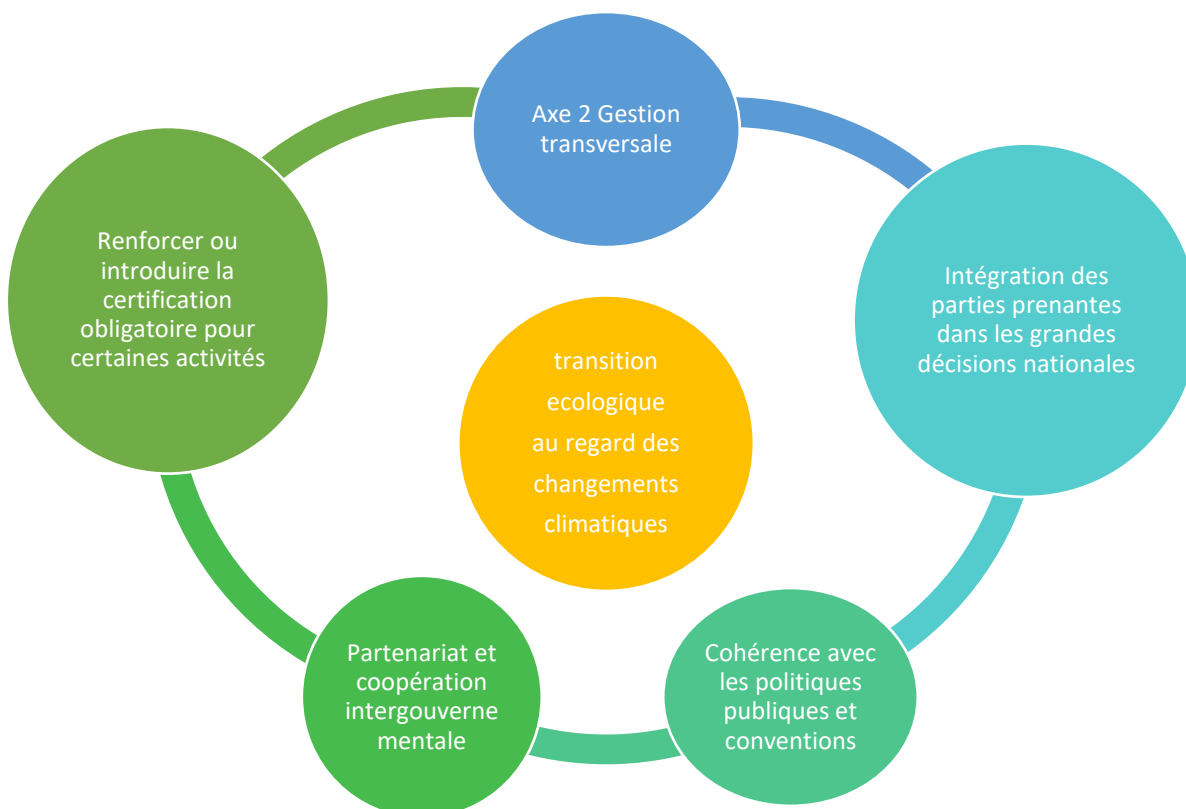 Axe 2 Gestion
transversale
Intégration des
parties prenantes
dans les grandes
décisions nationales
Cohérence avec
les politiques
publiques et
conventions
Partenariat et
coopération
intergouverne
mentale
Renforcer ou
introduire la
certification
obligatoire pour
certaines activités
transition
ecologique
au regard des
changements
climatiques